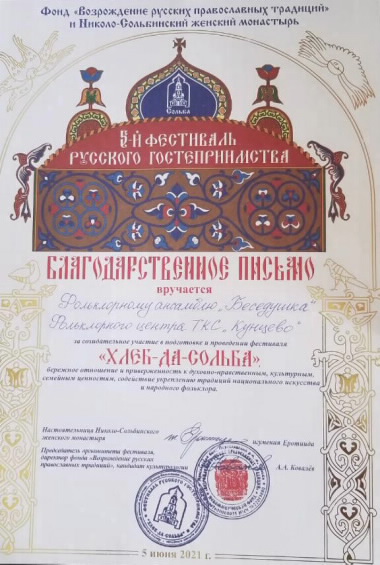 Фонд «Возрождение русских православных традиций»
и Николо-Сольбинский женский монастырь
Сольба
5-й ФЕСТИВАЛЬ
РУССКОГО ГОСТЕПРИИМСТВА
БЛАГОДАРСТВЕННОЕ ПИСЬМО
вручается
Фольклорному ансамблю „Беседушка"
Фольклорного центра ТКС „Кунцево"
за созидательное участие в подготовке и проведении фестиваля
«ХЛЕБ-ДА-СОЛЬБА»,
бережное отношение и приверженность к духовно-нравственным, культурным,
семейным ценностям, содействие укреплению традиций национального искусства
и народного фольклора.
Настоятельница Николо-Сольбинского
женского монастыря
игумения Еротиида
Председатель оргкомитета фестиваля,
директор фонда «Возрождение русских
православных традиций», кандидат культурологии
А.А. Ковалёв
5 июня 2021 г.